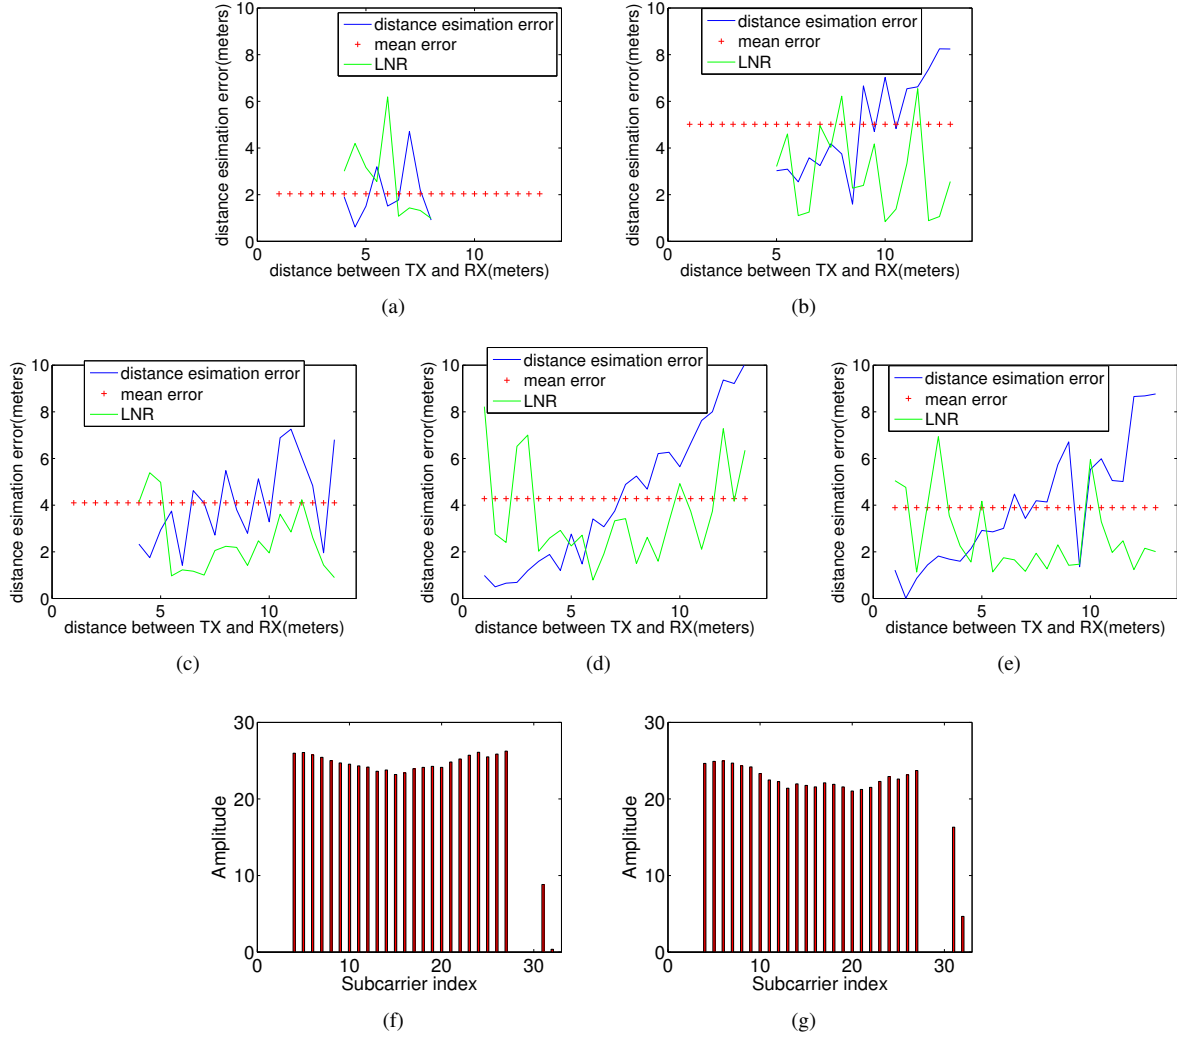 distance esimation error(meters)
10
8
6
4
2
0
distance esimation error
mean error
LNR
0 5 10
distance between TX and RX(meters)
(a)
distance esimation error(meters)
10
8
6
4
2
0
distance esimation error
mean error
LNR
0 5 10
distance between TX and RX(meters)
(b)
distance esimation error(meters)
10
8
6
4
2
0
distance esimation error
mean error
LNR
0 5 10
distance between TX and RX(meters)
(c)
distance esimation error(meters)
10
8
6
4
2
0
distance esimation error
mean error
LNR
0 5 10
distance between TX and RX(meters)
(d)
distance esimation error(meters)
10
8
6
4
2
0
distance esimation error
mean error
LNR
0 5 10
distance between TX and RX(meters)
(e)
Amplitude
30
20
10
0
0 10 20 30
Subcarrier index
(f)
Amplitude
30
20
10
0
0 10 20 30
Subcarrier index
(g)